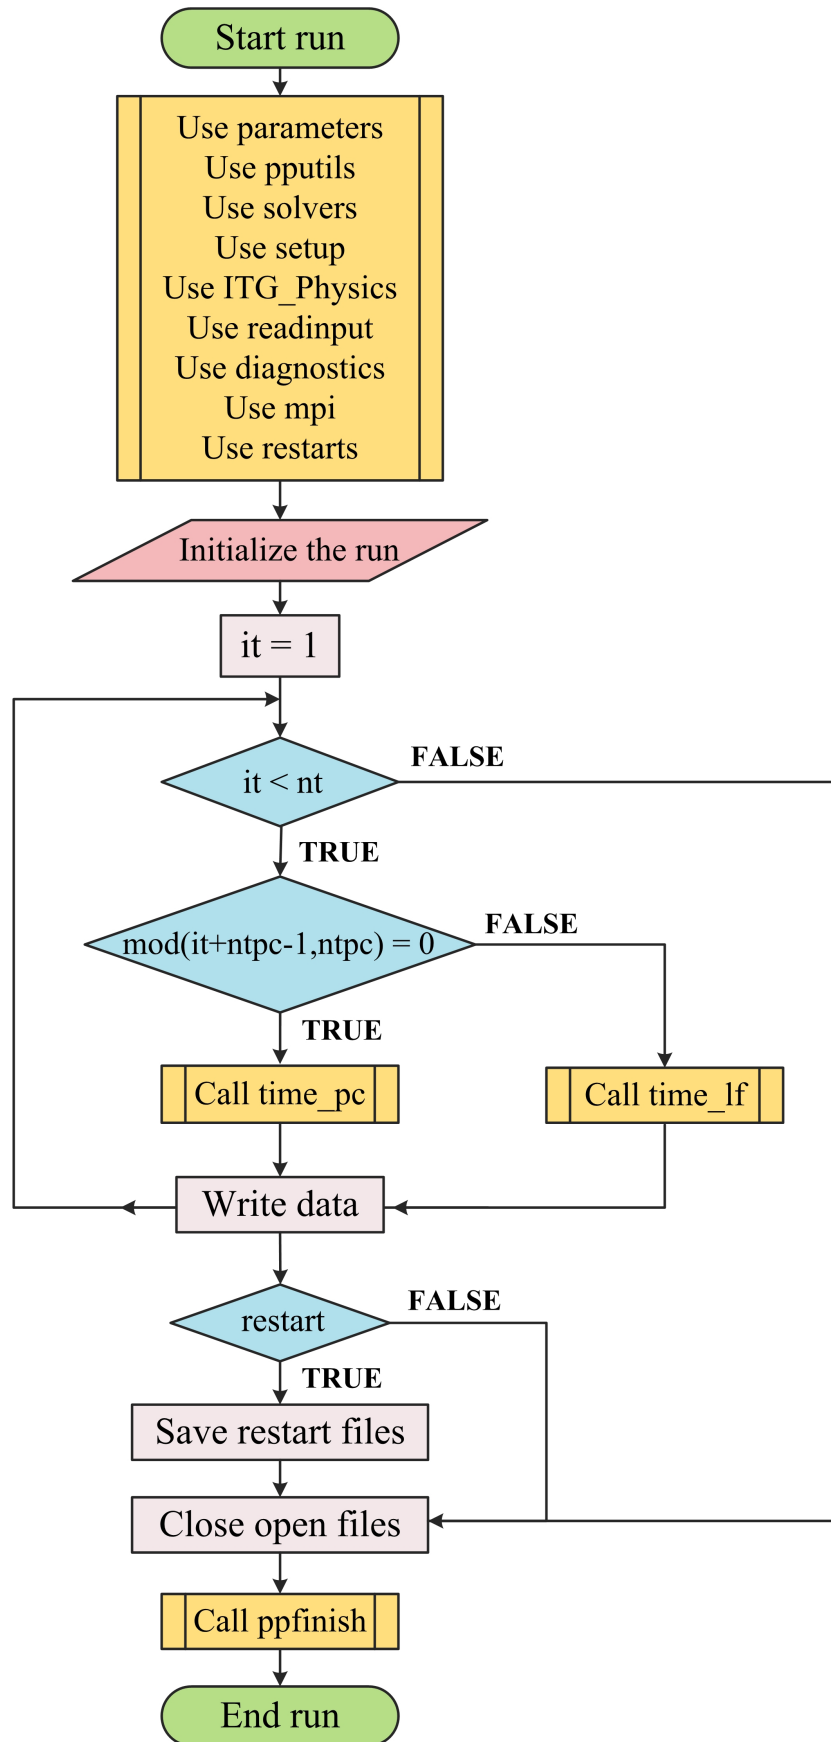 Start run
Use parameters
Use pputils
Use solvers
Use setup
Use ITG_Physics
Use readinput
Use diagnostics
Use mpi
Use restarts
Initialize the run
it = 1
it < nt
FALSE
TRUE
mod(it+ntpc-1,ntpc) = 0
FALSE
TRUE
Call time_pc
Call time_lf
Write data
restart
FALSE
TRUE
Save restart files
Close open files
Call ppfinish
End run